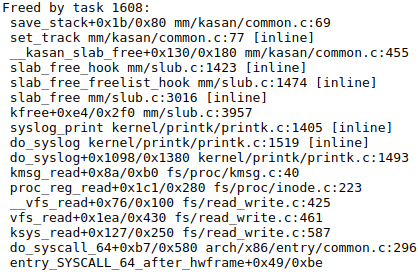 Freed by task 1608:
save_stack+0x1b/0x80 mm/kasan/common.c:69
set_track mm/kasan/common.c:77 [inline]
__kasan_slab_free+0x130/0x180 mm/kasan/common.c:455
slab_free_hook mm/slub.c:1423 [inline]
slab_free_freelist_hook mm/slub.c:1474 [inline]
slab_free mm/slub.c:3016 [inline]
kfree+0xe4/0x2f0 mm/slub.c:3957
syslog_print kernel/printk/printk.c:1405 [inline]
do_syslog kernel/printk/printk.c:1519 [inline]
do_syslog+0x1098/0x1380 kernel/printk/printk.c:1493
kmsg_read+0x8a/0xb0 fs/proc/kmsg.c:40
proc_reg_read+0x1c1/0x280 fs/proc/inode.c:223
__vfs_read+0x76/0x100 fs/read_write.c:425
vfs_read+0x1ea/0x430 fs/read_write.c:461
ksys_read+0x127/0x250 fs/read_write.c:587
do_syscall_64+0xb7/0x580 arch/x86/entry/common.c:296
entry_SYSCALL_64_after_hwframe+0x49/0xbe